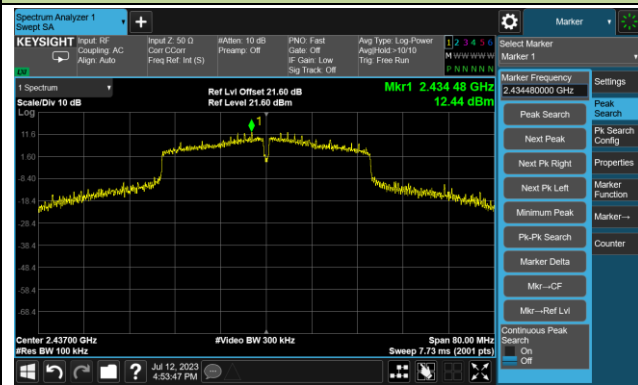 Spectrum Analyzer 1
Swept SA
+
Marker
KEYSIGHT
Input: RF
Coupling: AC
Align: Auto
Input Z: 50 Ω
Corr CCorr
Freq Ref: Int (S)
#Atten: 10 dB
Preamp: Off
PNO: Fast
Gate: Off
IF Gain: Low
Sig Track: Off
Avg Type: Log-Power
Avg|Hold:>10/10
Trig: Free Run
1 2 3 4 5 6
M W W W W W
P N N N N N
Select Marker
Marker 1
1 Spectrum
Scale/Div 10 dB
Log
Ref Lvl Offset 21.60 dB
Ref Level 21.60 dBm
Mkr1 2.434 48 GHz
12.44 dBm
1
11.6
1.60
-8.40
-18.4
-28.4
-38.4
-48.4
-58.4
-68.4
Center 2.43700 GHz
#Res BW 100 kHz
#Video BW 300 kHz
Span 80.00 MHz
Sweep 7.73 ms (2001 pts)
Marker Frequency
2.434480000 GHz
Peak Search
Next Peak
Next Pk Right
Next Pk Left
Minimum Peak
Pk-Pk Search
Marker Delta
Mkr→CF
Mkr→Ref Lvl
Continuous Peak
Search
On
Off
Settings
Peak
Search
Pk Search
Config
Properties
Marker
Function
Marker→
Counter
Jul 12, 2023
4:53:47 PM